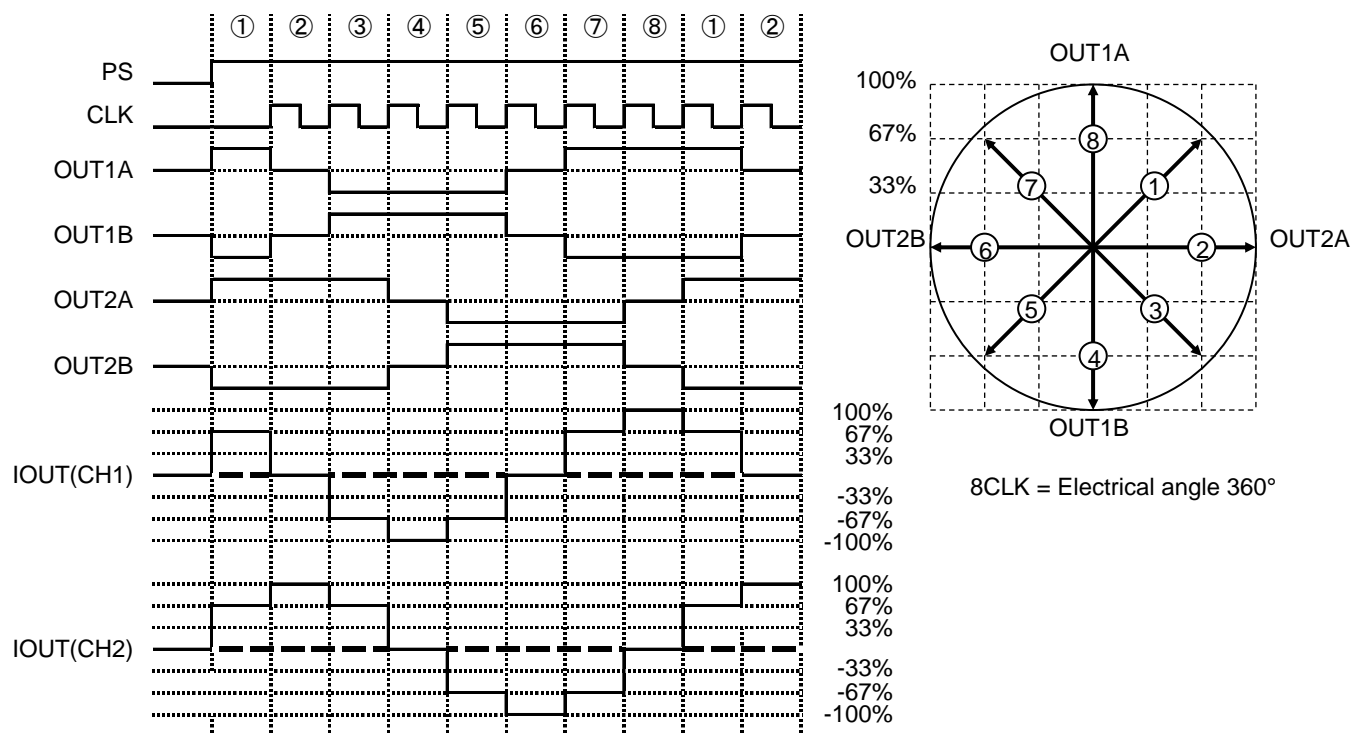 ① ② ③ ④ ⑤ ⑥ ⑦ ⑧ ① ②
PS
CLK
OUT1A
OUT1B
OUT2A
OUT2B
IOUT(CH1)
100%
67%
33%
-33%
-67%
-100%
IOUT(CH2)
100%
67%
33%
-33%
-67%
-100%
OUT1A
100%
67%
33%
8
7
1
OUT2B
6
2
OUT2A
5
3
4
OUT1B
8CLK = Electrical angle 360°